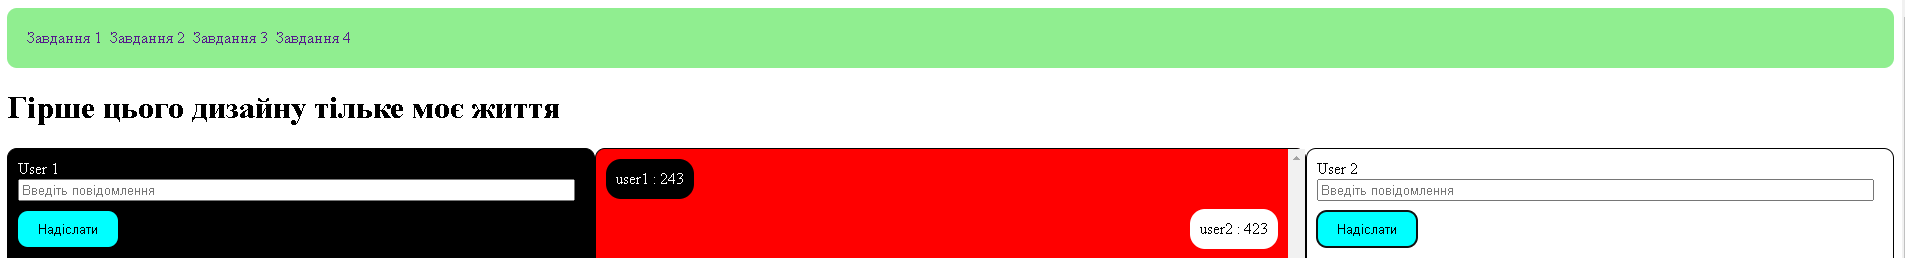 Завдання 1 Завдання 2 Завдання 3 Завдання 4
Гірше цього дизайну тільке моє життя
User 1
Введіть повідомлення
Надіслати
user1 : 243
user2 : 423
User 2
Введіть повідомлення
Надіслати